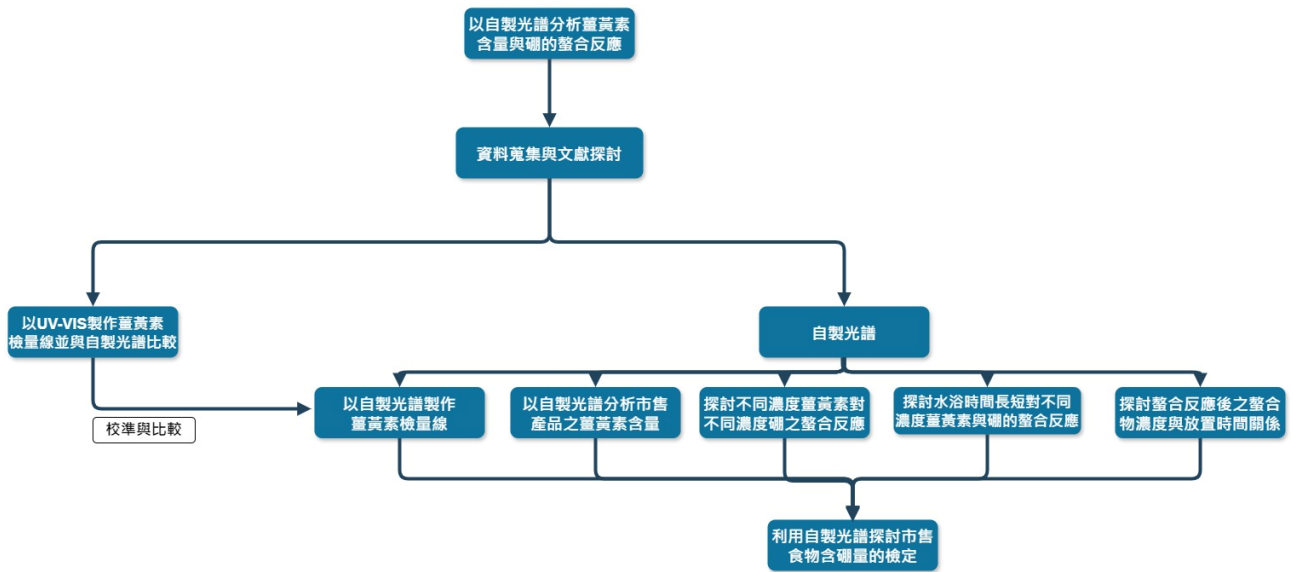 以自製光譜分析薑黃素
含量與硼的螯合反應
資料蒐集與文獻探討
以UV-VIS製作薑黃素
檢量線並與自製光譜比較
自製光譜
校準與比較
以自製光譜製作
薑黃素檢量線
以自製光譜分析市售
產品之薑黃素含量
探討不同濃度薑黃素對
不同濃度硼之螯合反應
探討水浴時間長短對不同
濃度薑黃素與硼的螯合反應
探討螯合反應後之螯合
物濃度與放置時間關係
利用自製光譜探討市售
食物含硼量的檢定